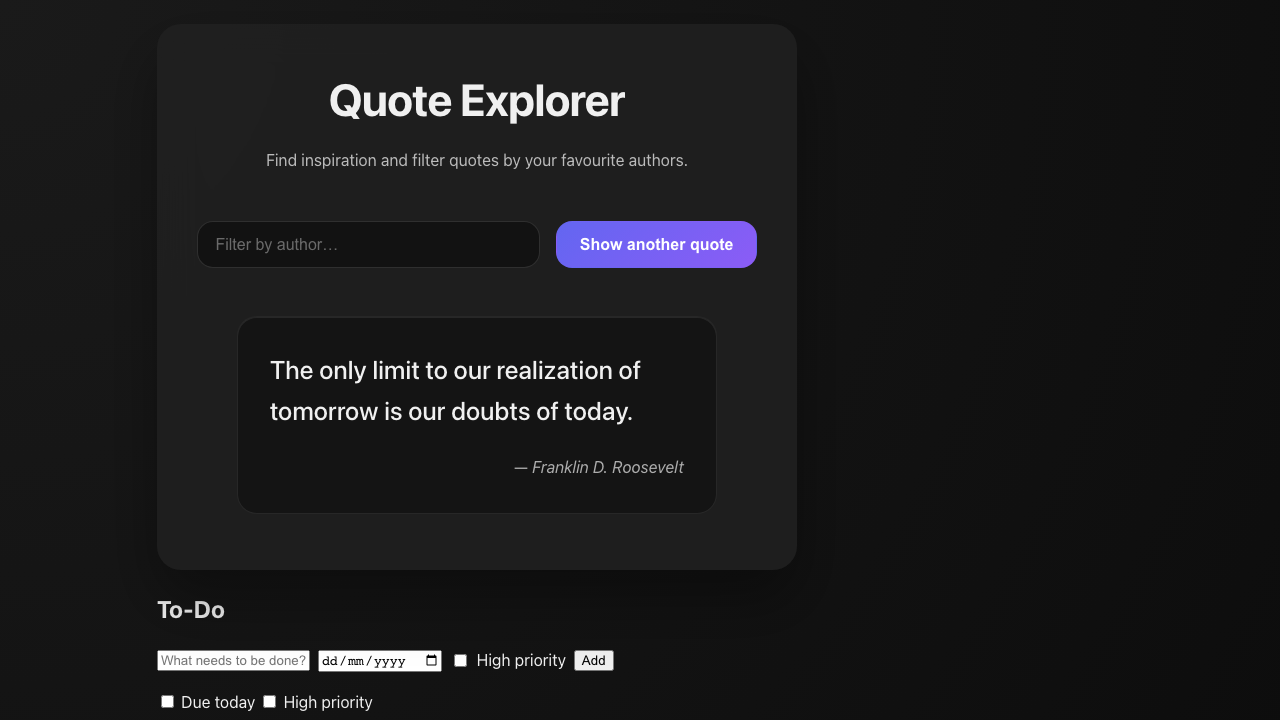 Quote Explorer
Find inspiration and filter quotes by your favourite authors.
Filter by author…
Show another quote
The only limit to our realization of
tomorrow is our doubts of today.
— Franklin D. Roosevelt
To-Do
What needs to be done? dd/mm/yyyy High priority Add
Due today High priority